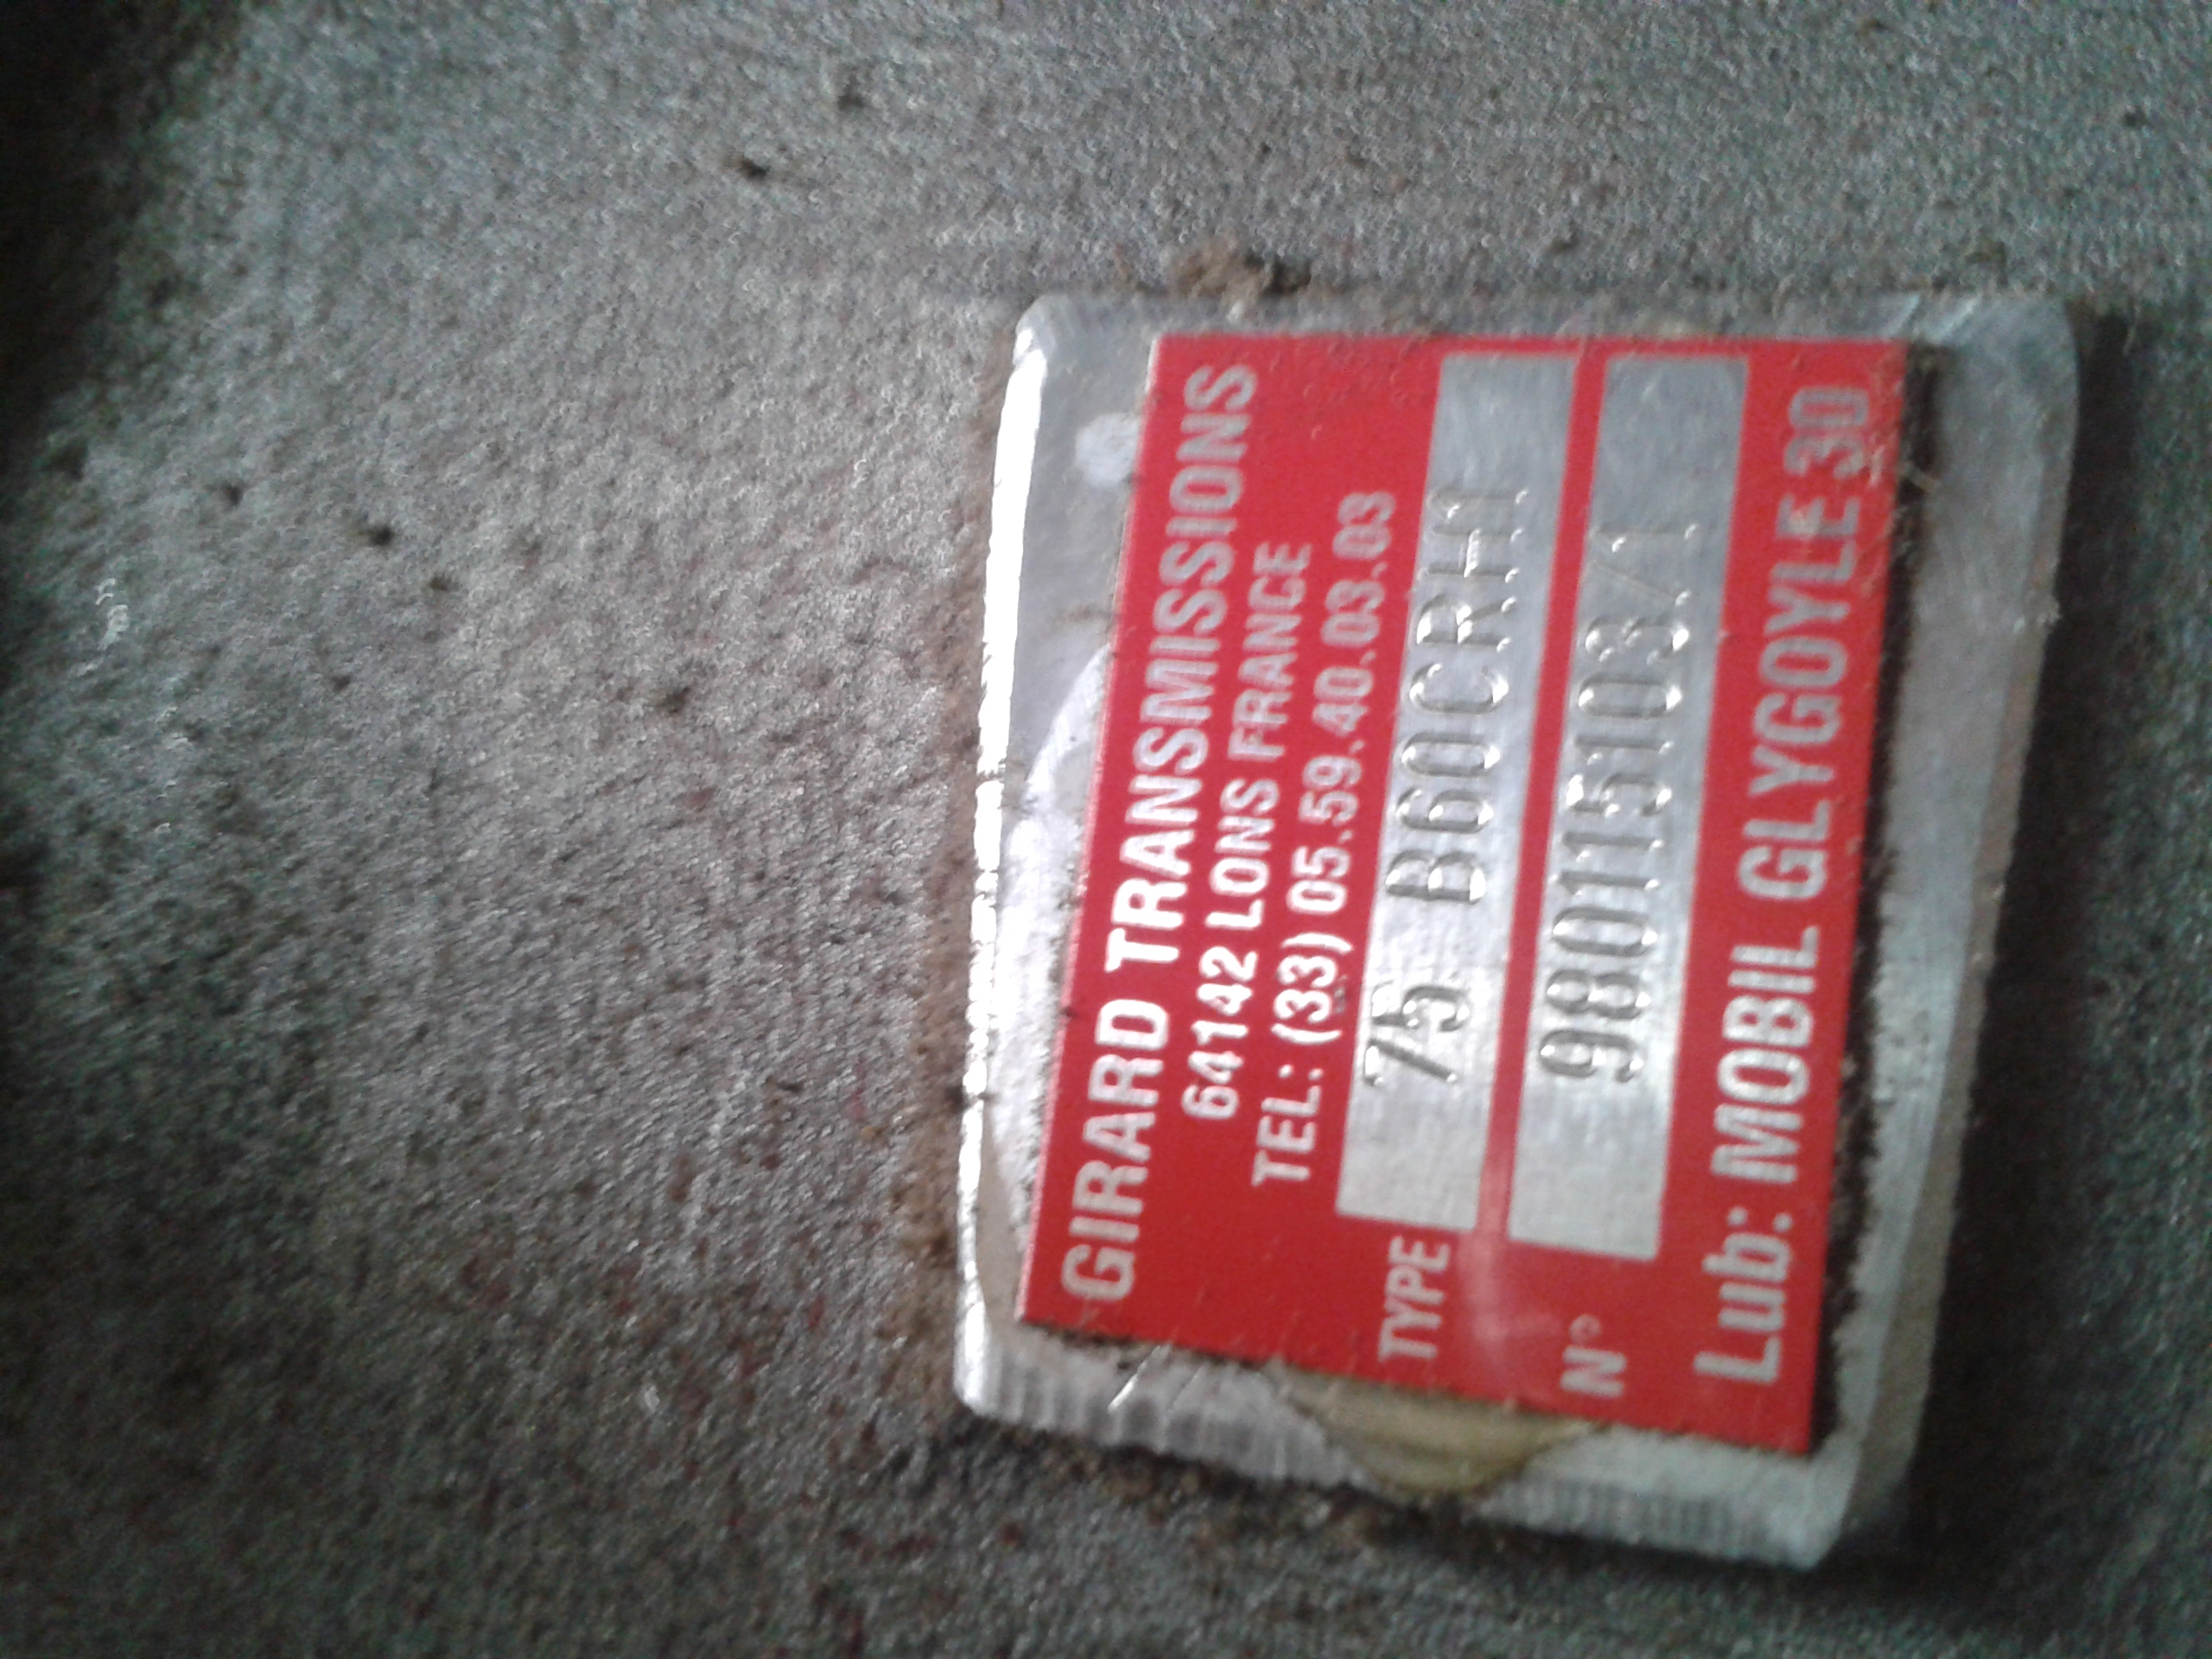 GIRARD TRANSMISSIONS
64142 LONS FRANCE
TEL.: (33) 05.59.40.03.03
TYPE 75 B60CRH1
N° 980115103/1
Lub: MOBIL GLYGOYLE 30